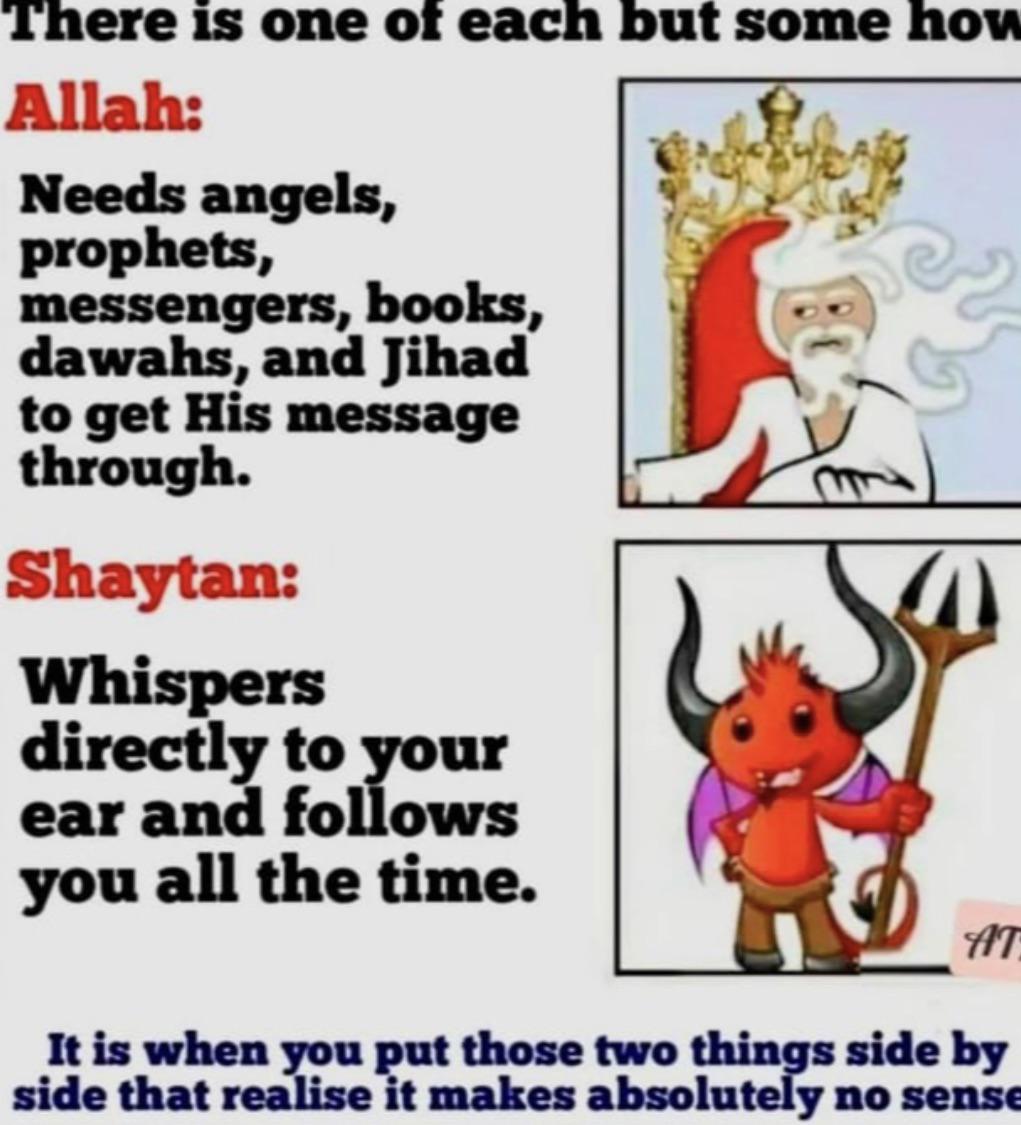 There is one of each but some how
Allah:
Needs angels,
prophets,
messengers, books,
dawahs, and Jihad
to get His message
through.
Shaytan:
Whispers
directly to your
ear and follows
you all the time.
It is when you put those two things side by
side that realise it makes absolutely no sense